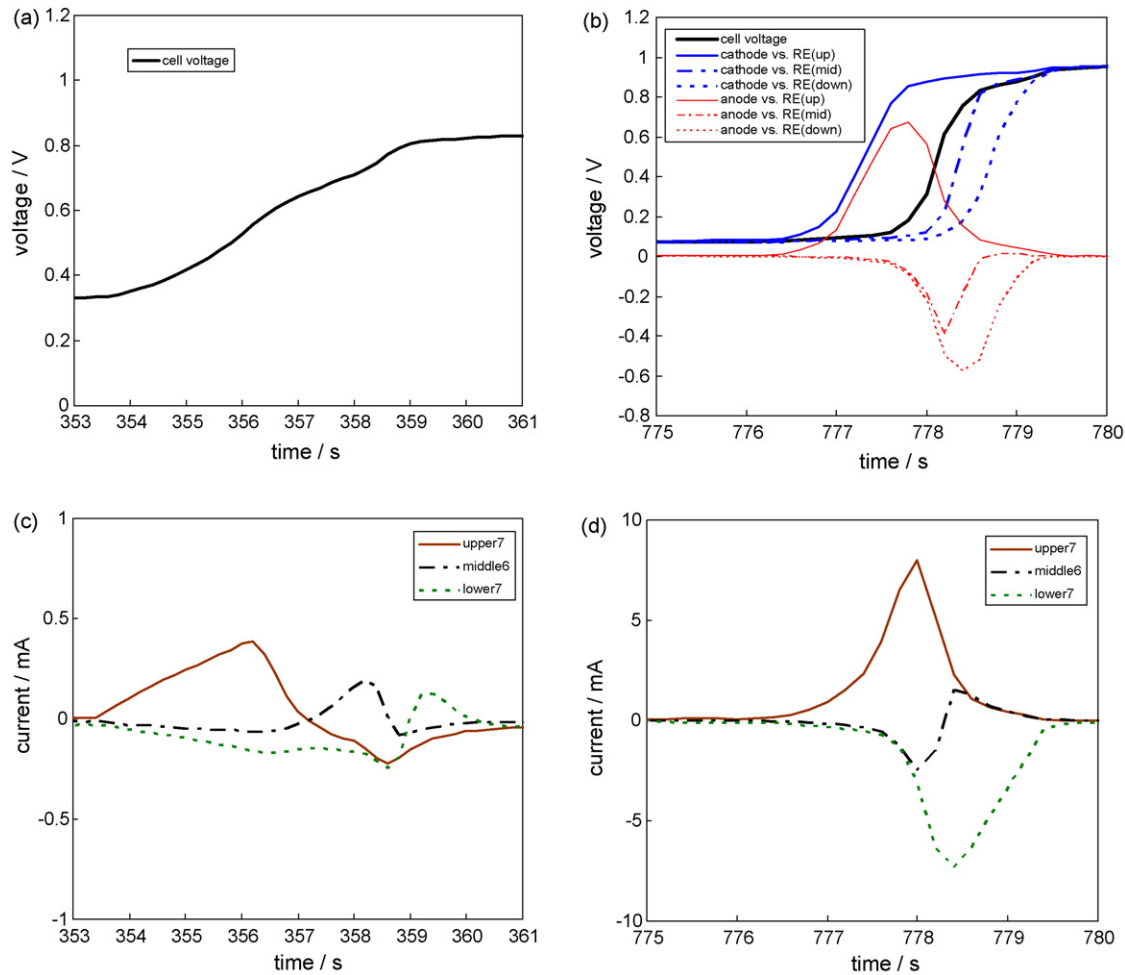 (a)
1.2
1
0.8
0.6
0.4
0.2
0
voltage / V
cell voltage
353 354 355 356 357 358 359 360 361
time / s
(b)
1.2
1
0.8
0.6
0.4
0.2
0
-0.2
-0.4
-0.6
-0.8
voltage / V
cell voltage
cathode vs. RE(up)
cathode vs. RE(mid)
cathode vs. RE(down)
anode vs. RE(up)
anode vs. RE(mid)
anode vs. RE(down)
775 776 777 778 779 780
time / s
(c)
1
0.5
0
-0.5
-1
current / mA
upper7
middle6
lower7
353 354 355 356 357 358 359 360 361
time / s
(d)
10
5
0
-5
-10
current / mA
upper7
middle6
lower7
775 776 777 778 779 780
time / s